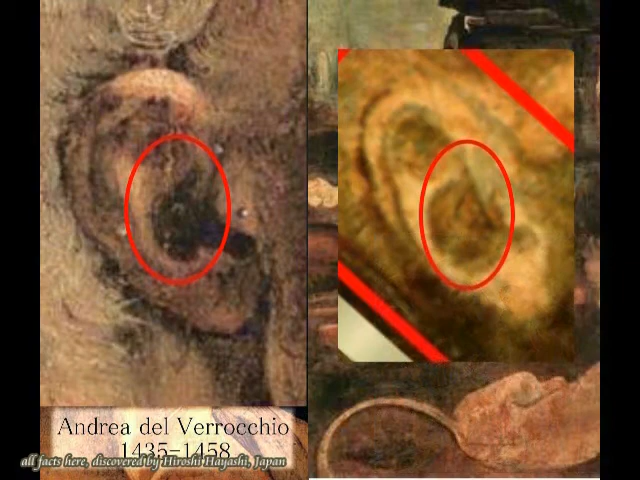 Andrea del Verrocchio
1435-1458
all facts here, discovered by Hiroshi Hayashi, Japan